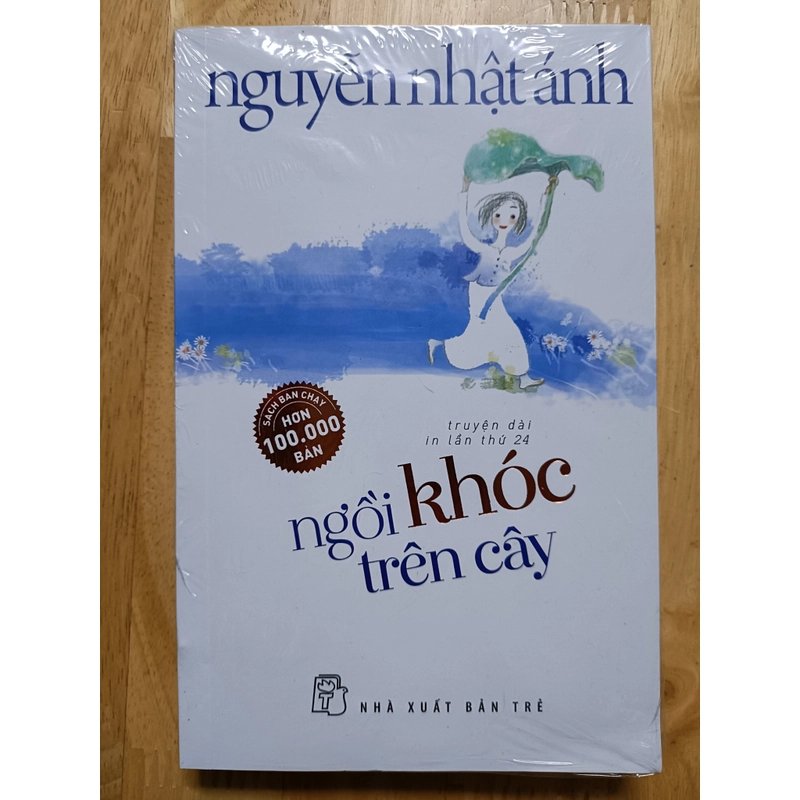 nguyễn nhật ánh
SÁCH BÁN CHẠY
HƠN
100.000
BẢN
truyện dài
in lần thứ 24
ngồi khóc
trên cây
NHÀ XUẤT BẢN TRẺ